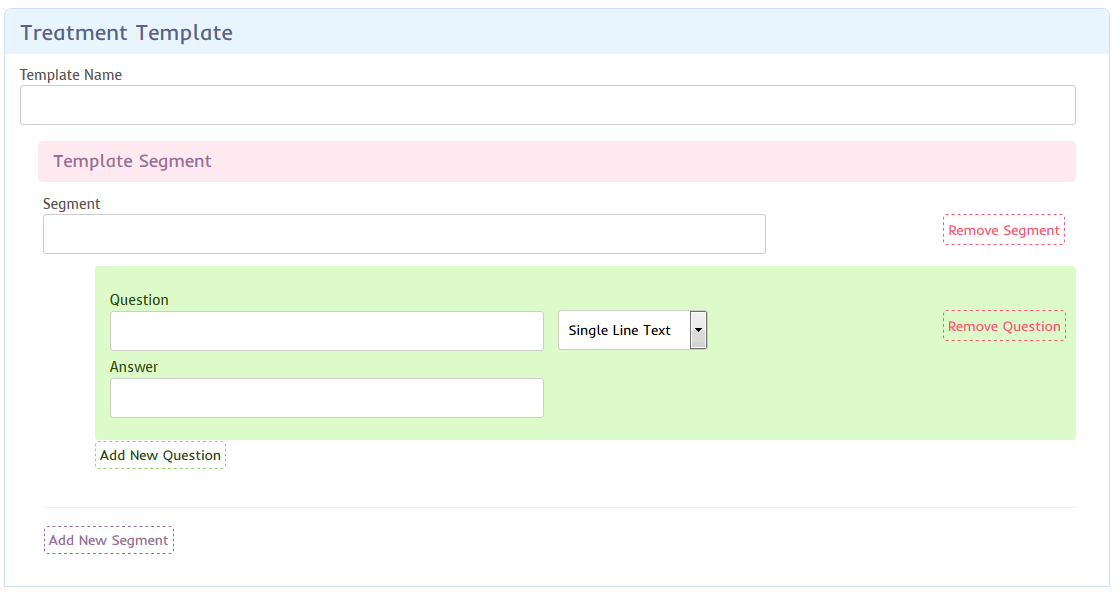 Treatment Template
Template Name
Template Segment
Segment
Remove Segment
Question
Single Line Text
Remove Question
Answer
Add New Question
Add New Segment